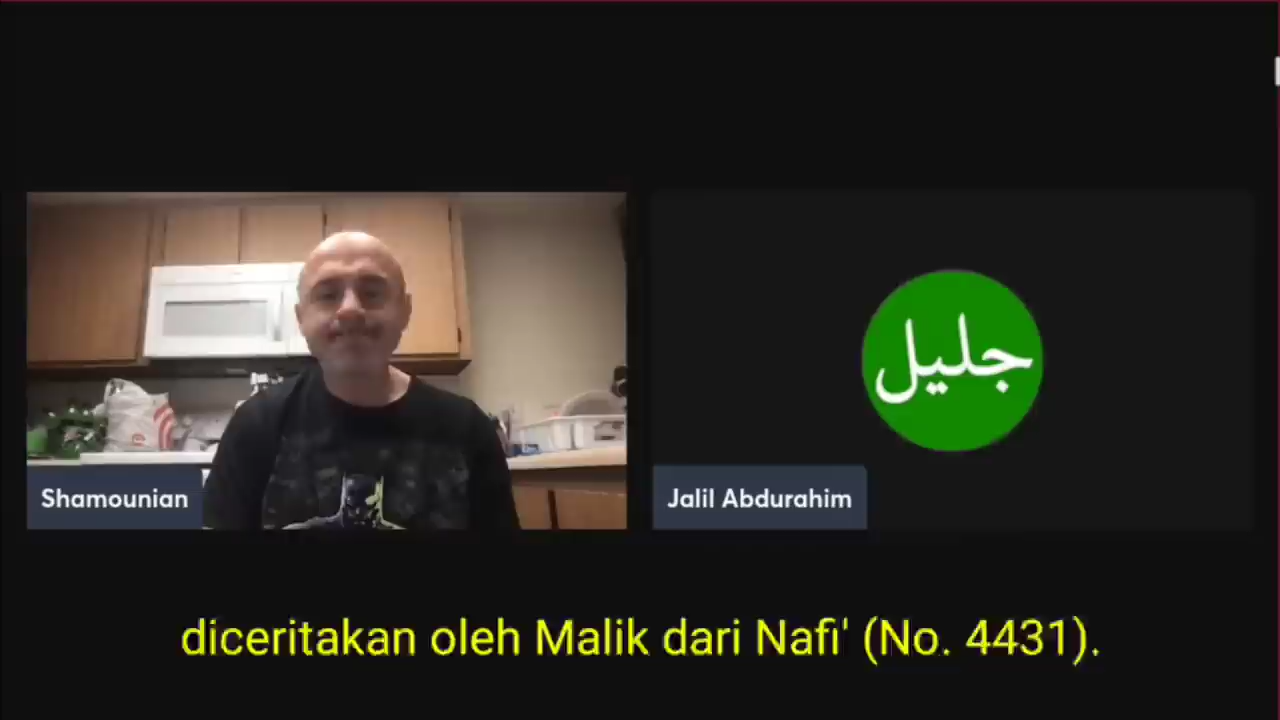 جليل
Shamounian
Jalil Abdurahim
diceritakan oleh Malik dari Nafi' (No. 4431).